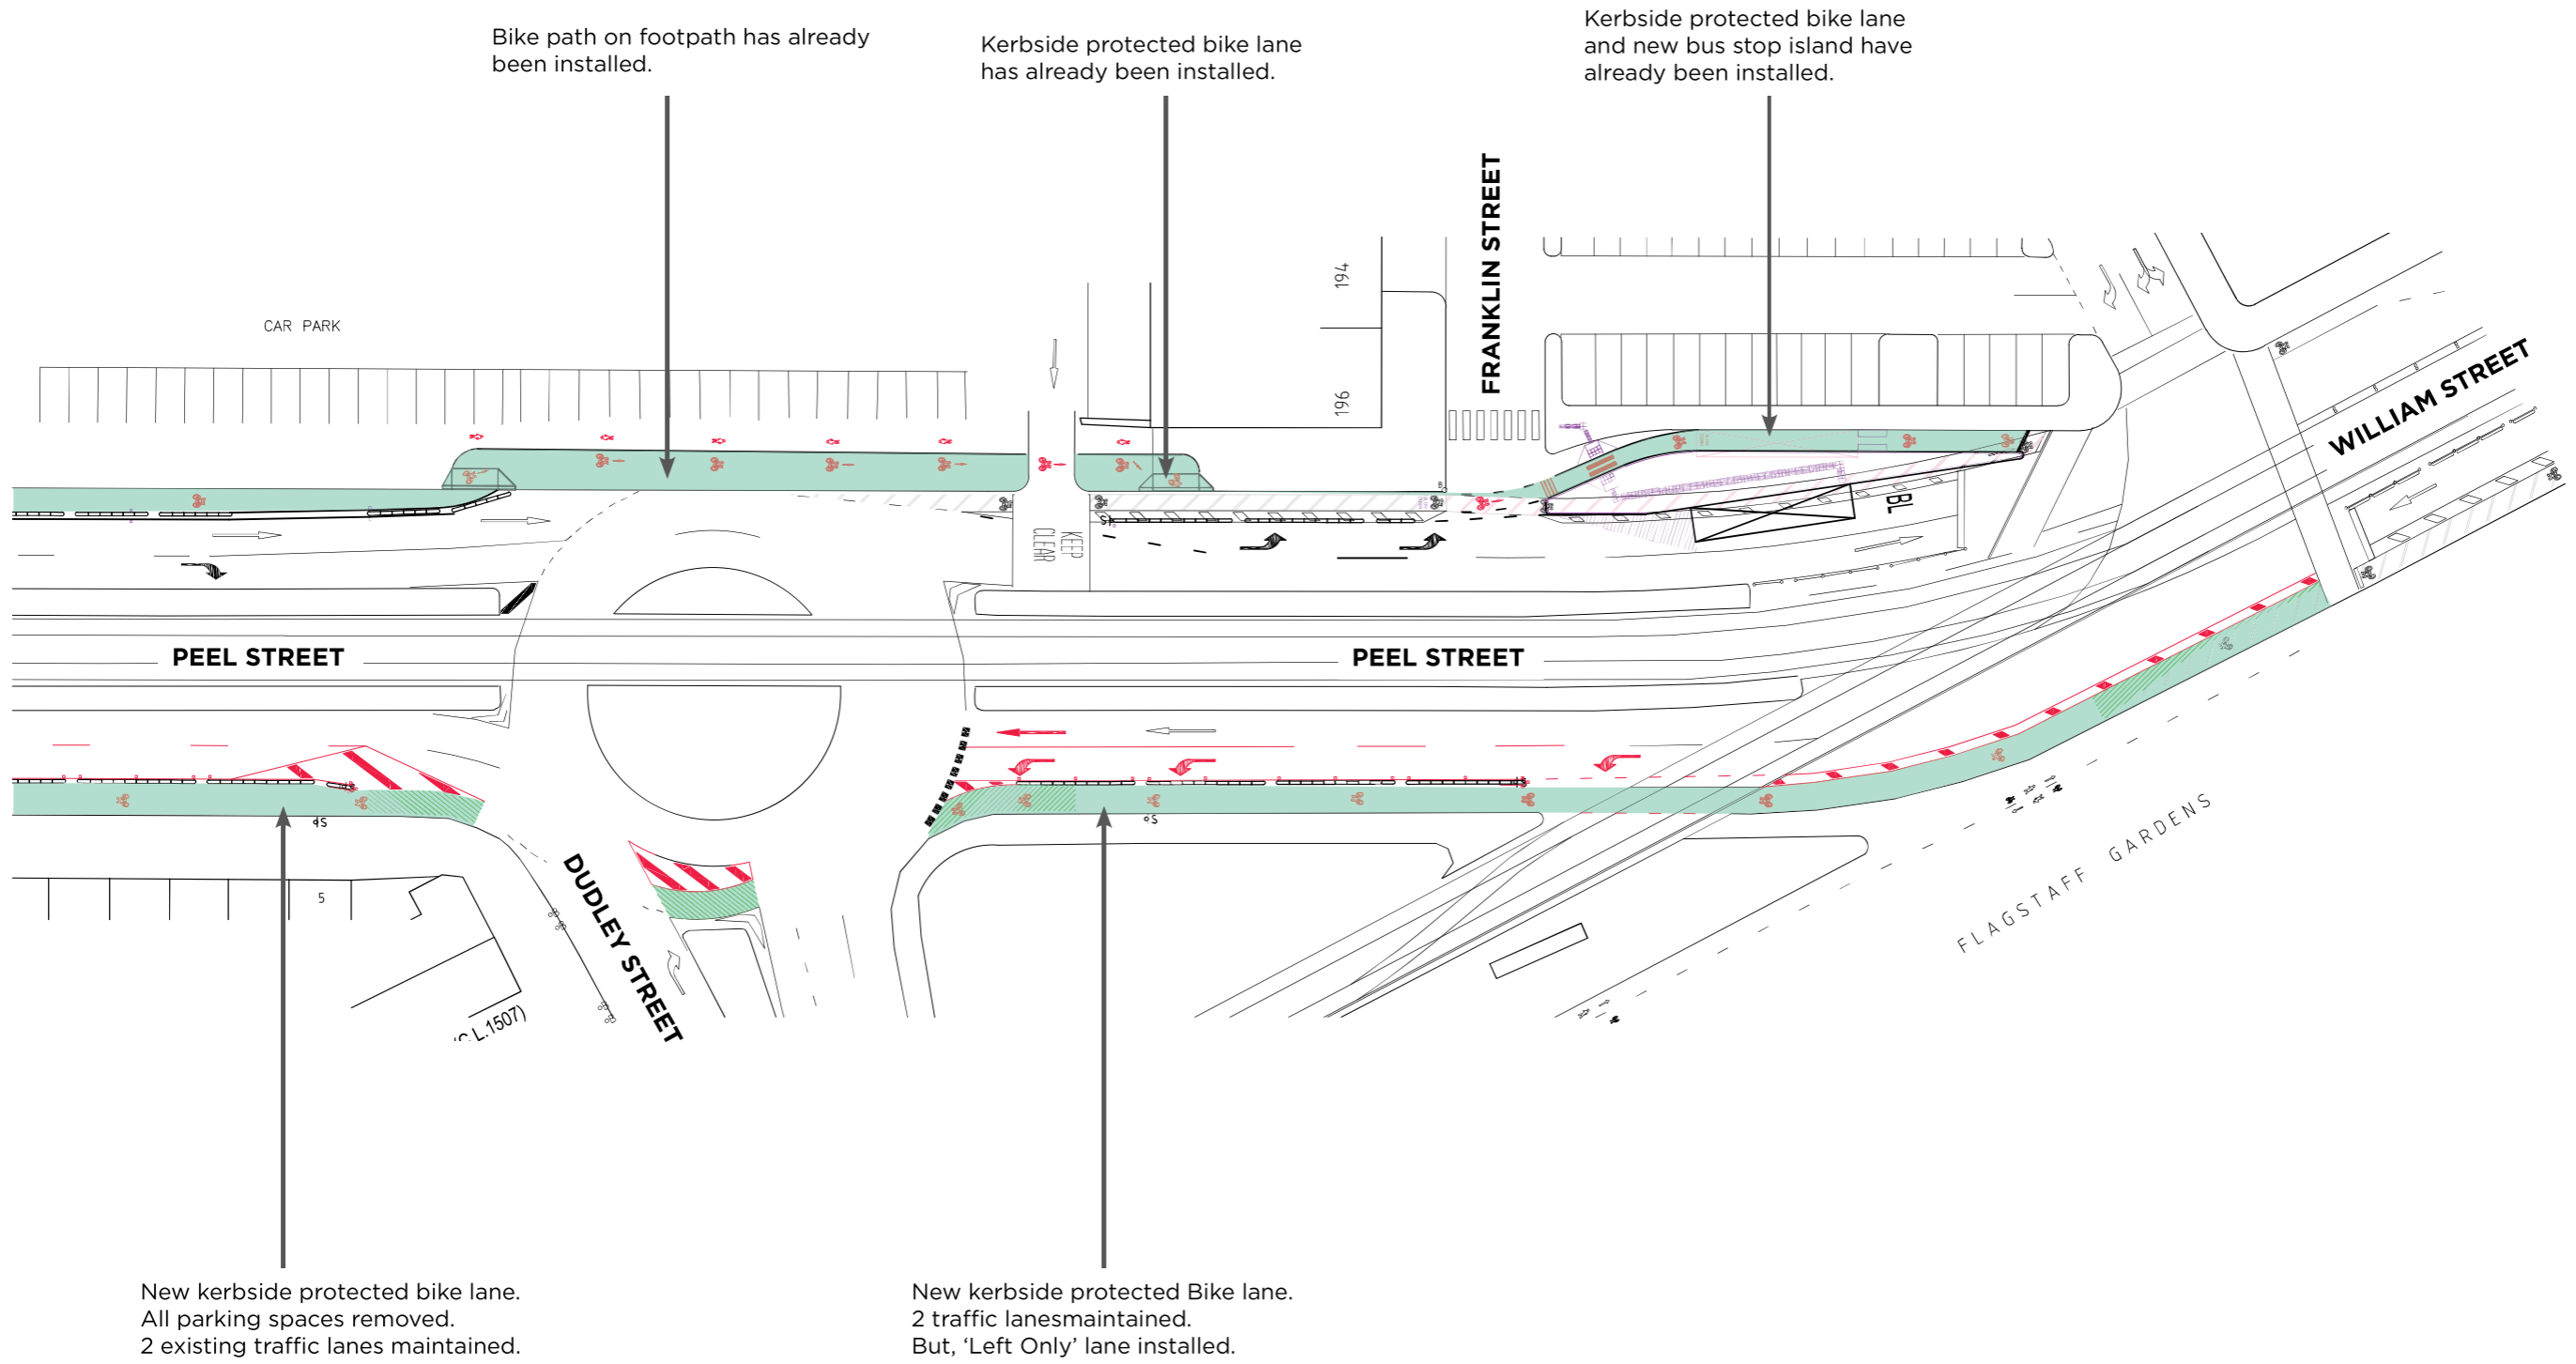 Bike path on footpath has already
been installed.
Kerbside protected bike lane
has already been installed.
Kerbside protected bike lane
and new bus stop island have
already been installed.
FRANKLIN STREET
194
196
CAR PARK
WILLIAM STREET
BL
KEEP
CLEAR
PEEL STREET
PEEL STREET
S
S
5
DUDLEY STREET
FLAGSTAFF GARDENS
C.L.1507)
New kerbside protected bike lane.
All parking spaces removed.
2 existing traffic lanes maintained.
New kerbside protected Bike lane.
2 traffic lanesmaintained.
But, ‘Left Only’ lane installed.